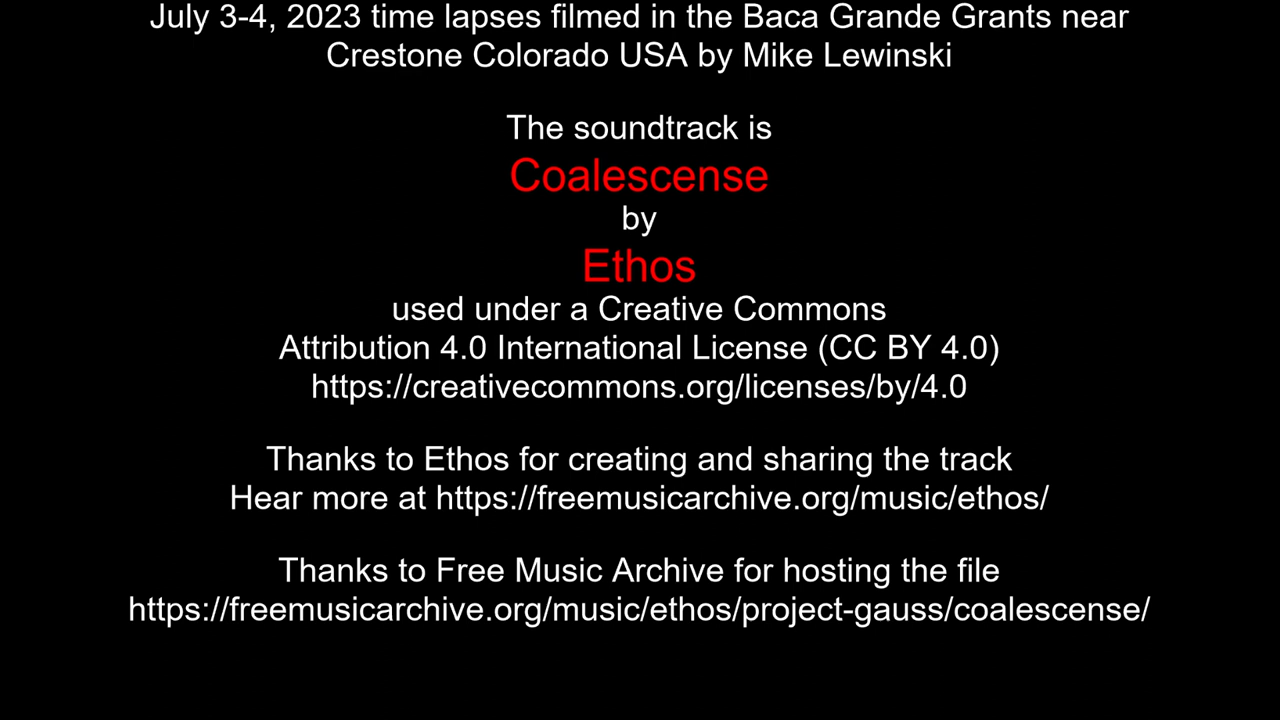 July 3-4, 2023 time lapses filmed in the Baca Grande Grants near
Crestone Colorado USA by Mike Lewinski
The soundtrack is
Coalescense
by
Ethos
used under a Creative Commons
Attribution 4.0 International License (CC BY 4.0)
https://creativecommons.org/licenses/by/4.0
Thanks to Ethos for creating and sharing the track
Hear more at https://freemusicarchive.org/music/ethos/
Thanks to Free Music Archive for hosting the file
https://freemusicarchive.org/music/ethos/project-gauss/coalescense/